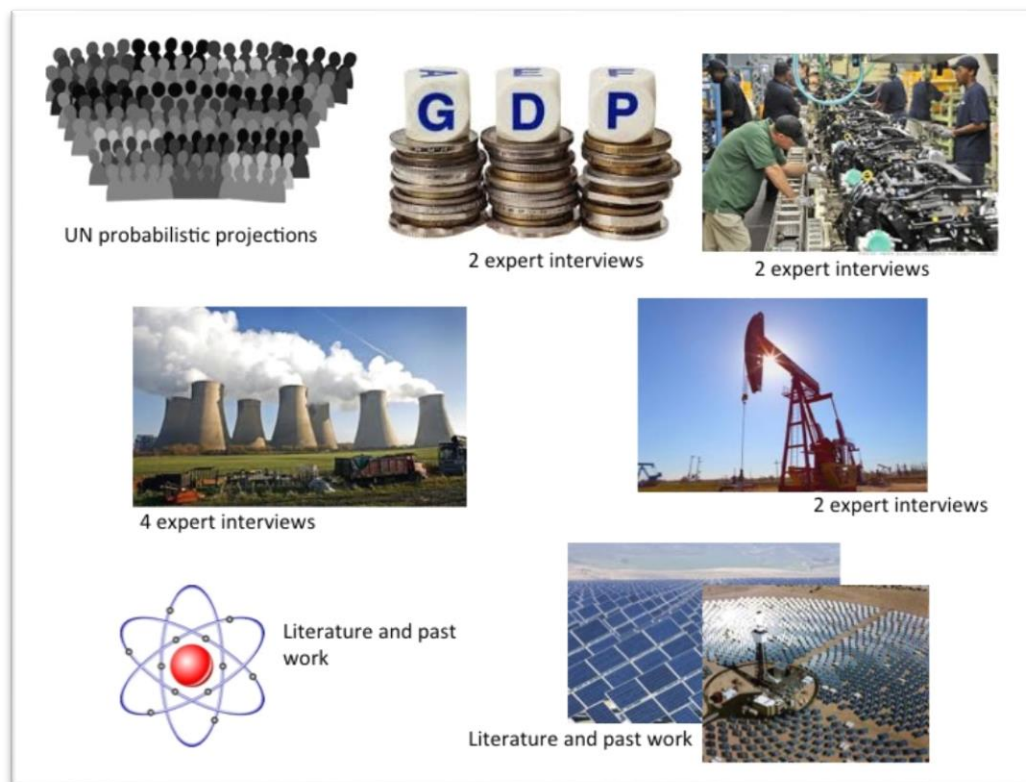 G D P
UN probabilistic projections
2 expert interviews
2 expert interviews
4 expert interviews
2 expert interviews
Literature and past
work
Literature and past work